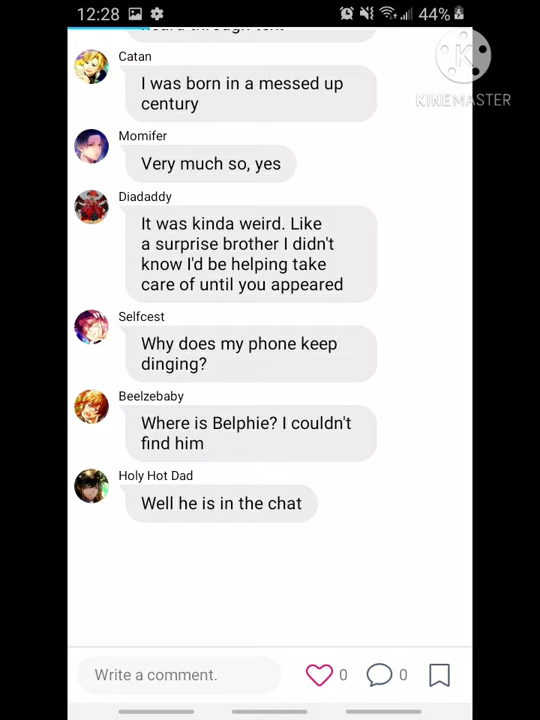 12:28
44%
KINEMASTER
Catan
I was born in a messed up
century
Momifer
Very much so, yes
Diadaddy
It was kinda weird. Like
a surprise brother I didn't
know I'd be helping take
care of until you appeared
Selfcest
Why does my phone keep
dinging?
Beelzebaby
Where is Belphie? I couldn't
find him
Holy Hot Dad
Well he is in the chat
Write a comment.
0
0